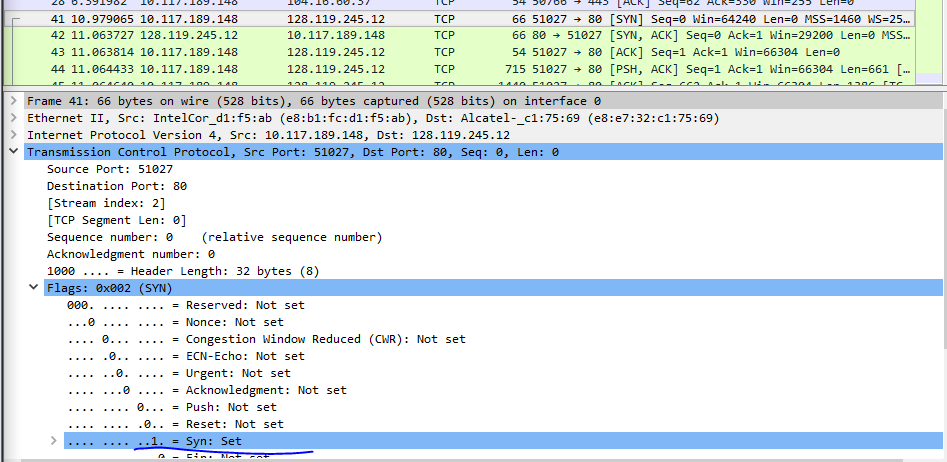 28 6.391982 10.117.189.148 104.16.60.37 TCP 54 50766 → 443 [ACK] Seq=62 Ack=330 Win=255 Len=0
41 10.979065 10.117.189.148 128.119.245.12 TCP 66 51027 → 80 [SYN] Seq=0 Win=64240 Len=0 MSS=1460 WS=25…
42 11.063727 128.119.245.12 10.117.189.148 TCP 66 80 → 51027 [SYN, ACK] Seq=0 Ack=1 Win=29200 Len=0 MSS…
43 11.063814 10.117.189.148 128.119.245.12 TCP 54 51027 → 80 [ACK] Seq=1 Ack=1 Win=66304 Len=0
44 11.064433 10.117.189.148 128.119.245.12 TCP 715 51027 → 80 [PSH, ACK] Seq=1 Ack=1 Win=66304 Len=661 […
Frame 41: 66 bytes on wire (528 bits), 66 bytes captured (528 bits) on interface 0
Ethernet II, Src: IntelCor_d1:f5:ab (e8:b1:fc:d1:f5:ab), Dst: Alcatel-_c1:75:69 (e8:e7:32:c1:75:69)
Internet Protocol Version 4, Src: 10.117.189.148, Dst: 128.119.245.12
Transmission Control Protocol, Src Port: 51027, Dst Port: 80, Seq: 0, Len: 0
Source Port: 51027
Destination Port: 80
[Stream index: 2]
[TCP Segment Len: 0]
Sequence number: 0 (relative sequence number)
Acknowledgment number: 0
1000 .... = Header Length: 32 bytes (8)
Flags: 0x002 (SYN)
000. .... .... = Reserved: Not set
...0 .... .... = Nonce: Not set
.... 0... .... = Congestion Window Reduced (CWR): Not set
.... .0.. .... = ECN-Echo: Not set
.... ..0. .... = Urgent: Not set
.... ...0 .... = Acknowledgment: Not set
.... .... 0... = Push: Not set
.... .... .0.. = Reset: Not set
.... .... ..1. = Syn: Set
0 = Fin: Not set